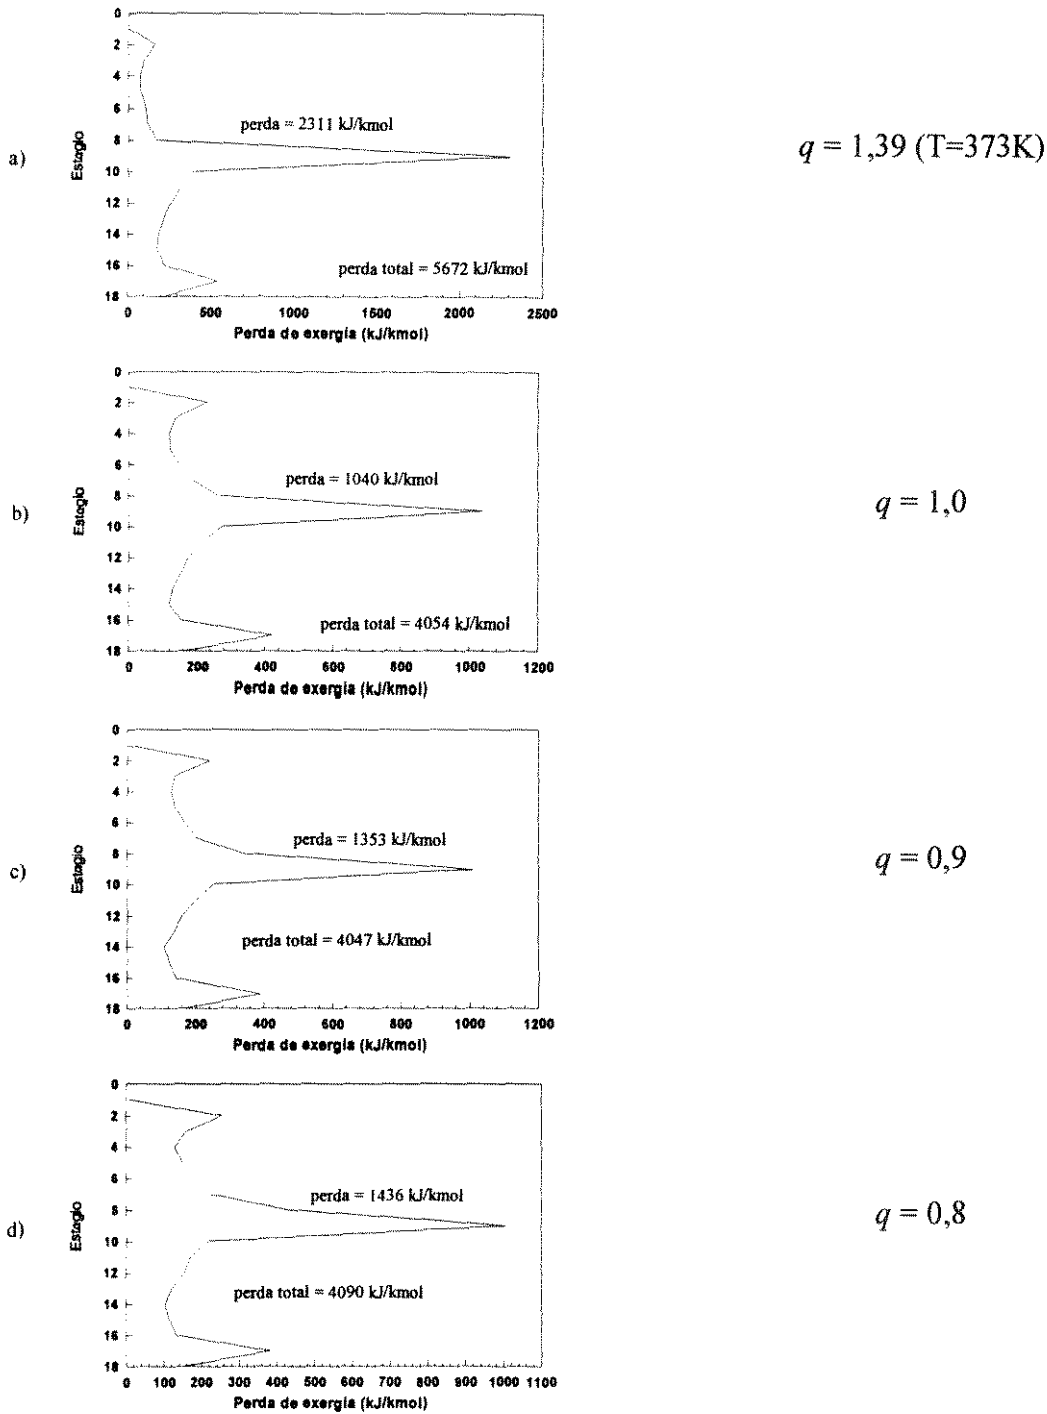 0
2
4
6
8
10
12
14
16
18
Estagio
a)
perda = 2311 kJ/kmol
perda total = 5672 kJ/kmol
0 500 1000 1500 2000 2500
Perda de exergia (kJ/kmol)
q = 1,39 (T=373K)
0
2
4
6
8
10
12
14
16
18
Estagio
b)
perda = 1040 kJ/kmol
perda total = 4054 kJ/kmol
0 200 400 600 800 1000 1200
Perda de exergia (kJ/kmol)
q = 1,0
0
2
4
6
8
10
12
14
16
18
Estagio
c)
perda = 1353 kJ/kmol
perda total = 4047 kJ/kmol
0 200 400 600 800 1000 1200
Perda de exergia (kJ/kmol)
q = 0,9
0
2
4
6
8
10
12
14
16
18
Estagio
d)
perda = 1436 kJ/kmol
perda total = 4090 kJ/kmol
0 100 200 300 400 500 600 700 800 900 1000 1100
Perda de exergia (kJ/kmol)
q = 0,8